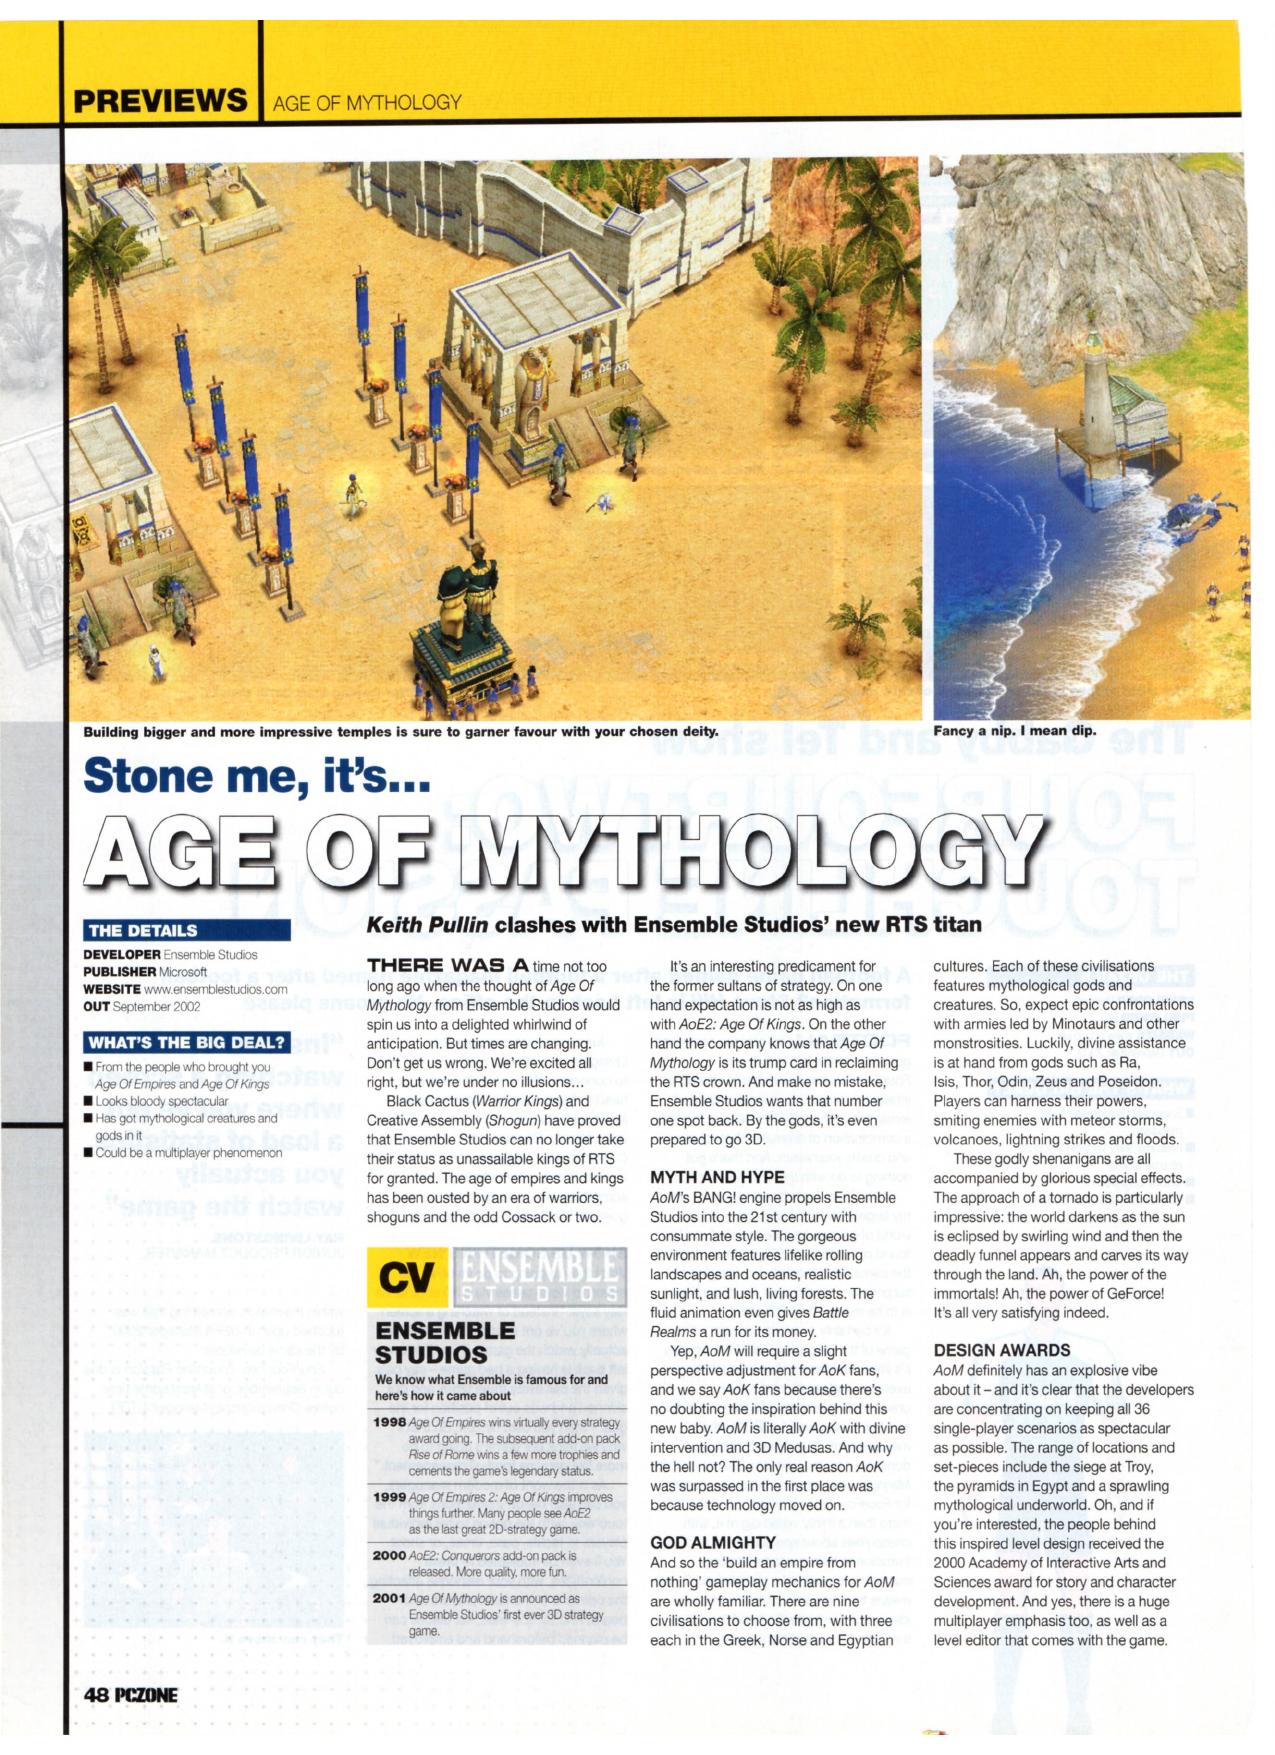 PREVIEWS
AGE OF MYTHOLOGY
Building bigger and more impressive temples is sure to garner favour with your chosen deity.
Fancy a nip. I mean dip.
Stone me, it's...
AGE OF MYTHOLOGY
THE DETAILS
DEVELOPER Ensemble Studios
PUBLISHER Microsoft
WEBSITE www.ensemblestudios.com
OUT September 2002
WHAT'S THE BIG DEAL?
■ From the people who brought you
Age Of Empires and Age Of Kings
■ Looks bloody spectacular
■ Has got mythological creatures and
gods in it
■ Could be a multiplayer phenomenon
Keith Pullin clashes with Ensemble Studios' new RTS titan
THERE WAS A time not too
long ago when the thought of Age Of
Mythology from Ensemble Studios would
spin us into a delighted whirlwind of
anticipation. But times are changing.
Don't get us wrong. We're excited all
right, but we're under no illusions...
Black Cactus (Warrior Kings) and
Creative Assembly (Shogun) have proved
that Ensemble Studios can no longer take
their status as unassailable kings of RTS
for granted. The age of empires and kings
has been ousted by an era of warriors,
shoguns and the odd Cossack or two.
CV
ENSEMBLE
STUDIOS
ENSEMBLE
STUDIOS
We know what Ensemble is famous for and
here's how it came about
1998 Age Of Empires wins virtually every strategy
award going. The subsequent add-on pack
Rise of Rome wins a few more trophies and
cements the game's legendary status.
1999 Age Of Empires 2: Age Of Kings improves
things further. Many people see AoE2
as the last great 2D-strategy game.
2000 AoE2: Conquerors add-on pack is
released. More quality, more fun.
2001 Age Of Mythology is announced as
Ensemble Studios' first ever 3D strategy
game.
It's an interesting predicament for
the former sultans of strategy. On one
hand expectation is not as high as
with AoE2: Age Of Kings. On the other
hand the company knows that Age Of
Mythology is its trump card in reclaiming
the RTS crown. And make no mistake,
Ensemble Studios wants that number
one spot back. By the gods, it's even
prepared to go 3D.
MYTH AND HYPE
AoM's BANG! engine propels Ensemble
Studios into the 21st century with
consummate style. The gorgeous
environment features lifelike rolling
landscapes and oceans, realistic
sunlight, and lush, living forests. The
fluid animation even gives Battle
Realms a run for its money.
Yep, AoM will require a slight
perspective adjustment for AoK fans,
and we say AoK fans because there's
no doubting the inspiration behind this
new baby. AoM is literally AoK with divine
intervention and 3D Medusas. And why
the hell not? The only real reason AoK
was surpassed in the first place was
because technology moved on.
GOD ALMIGHTY
And so the 'build an empire from
nothing' gameplay mechanics for AoM
are wholly familiar. There are nine
civilisations to choose from, with three
each in the Greek, Norse and Egyptian
cultures. Each of these civilisations
features mythological gods and
creatures. So, expect epic confrontations
with armies led by Minotaurs and other
monstrosities. Luckily, divine assistance
is at hand from gods such as Ra,
Isis, Thor, Odin, Zeus and Poseidon.
Players can harness their powers,
smiting enemies with meteor storms,
volcanoes, lightning strikes and floods.
These godly shenanigans are all
accompanied by glorious special effects.
The approach of a tornado is particularly
impressive: the world darkens as the sun
is eclipsed by swirling wind and then the
deadly funnel appears and carves its way
through the land. Ah, the power of the
immortals! Ah, the power of GeForce!
It's all very satisfying indeed.
DESIGN AWARDS
AoM definitely has an explosive vibe
about it – and it's clear that the developers
are concentrating on keeping all 36
single-player scenarios as spectacular
as possible. The range of locations and
set-pieces include the siege at Troy,
the pyramids in Egypt and a sprawling
mythological underworld. Oh, and if
you're interested, the people behind
this inspired level design received the
2000 Academy of Interactive Arts and
Sciences award for story and character
development. And yes, there is a huge
multiplayer emphasis too, as well as a
level editor that comes with the game.
48 PCZONE